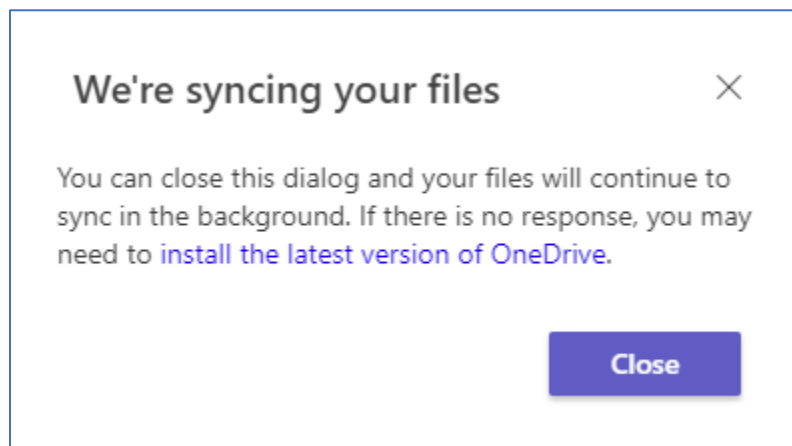 We're syncing your files
You can close this dialog and your files will continue to
sync in the background. If there is no response, you may
need to install the latest version of OneDrive.
Close